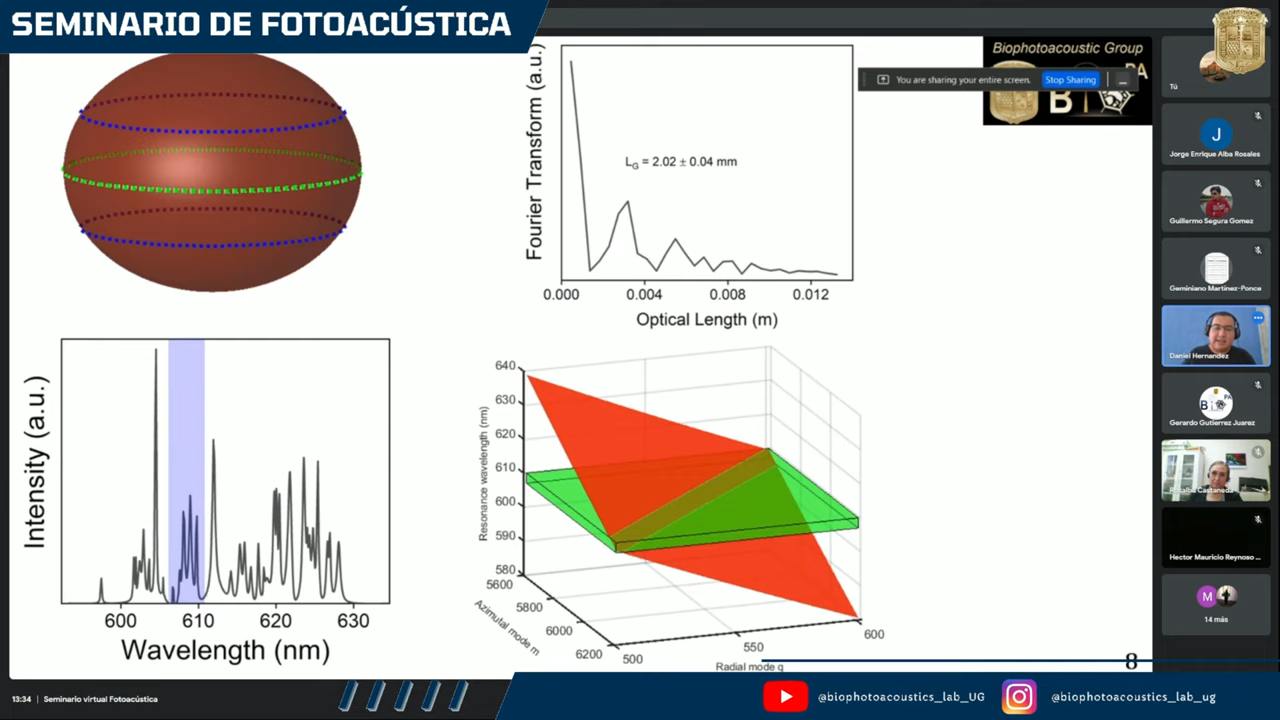 SEMINARIO DE FOTOACÚSTICA
Biophotoacoustic Group
You are sharing your entire screen.
Stop Sharing
Fourier Transform (a.u.)
L_G = 2.02 ± 0.04 mm
0.000 0.004 0.008 0.012
Optical Length (m)
Intensity (a.u.)
600 610 620 630
Wavelength (nm)
Resonance wavelength (nm)
640
630
620
610
600
590
580
5600
5800
6000
6200
Azimutal mode m
500
550
600
Radial mode q
8
Tú
J
Jorge Enrique Alba Rosales
Guillermo Segura Gomez
Geminiano Martínez-Ponce
Daniel Hernandez
Gerardo Gutierrez Juarez
Castaneda
Hector Mauricio Reynoso ...
M
14 más
13:34 | Seminario virtual Fotoacústica
@biophotoacoustics_lab_UG
@biophotoacoustics_lab_ug